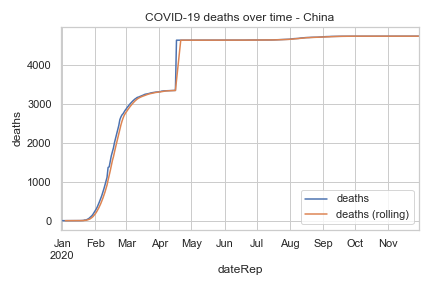 COVID-19 deaths over time - China
deaths
4000
3000
2000
1000
0
deaths
deaths (rolling)
Jan Feb Mar Apr May Jun Jul Aug Sep Oct Nov
2020
dateRep